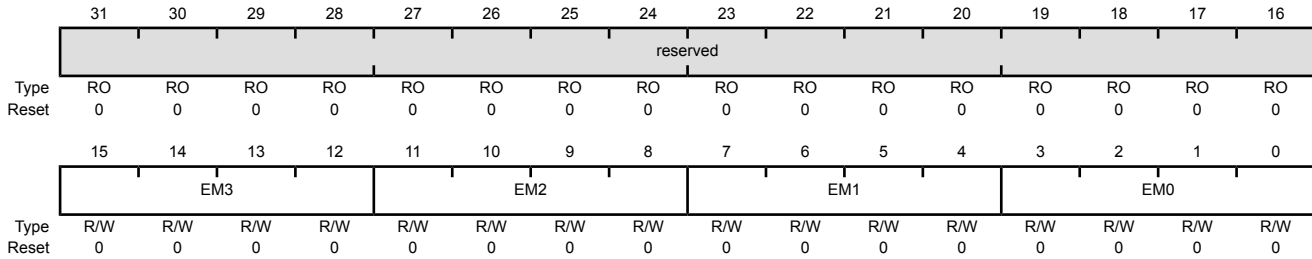 31 30 29 28 27 26 25 24 23 22 21 20 19 18 17 16
reserved
Type RO RO RO RO RO RO RO RO RO RO RO RO RO RO RO RO
Reset 0 0 0 0 0 0 0 0 0 0 0 0 0 0 0 0
15 14 13 12 11 10 9 8 7 6 5 4 3 2 1 0
EM3 EM2 EM1 EM0
Type R/W R/W R/W R/W R/W R/W R/W R/W R/W R/W R/W R/W R/W R/W R/W R/W
Reset 0 0 0 0 0 0 0 0 0 0 0 0 0 0 0 0